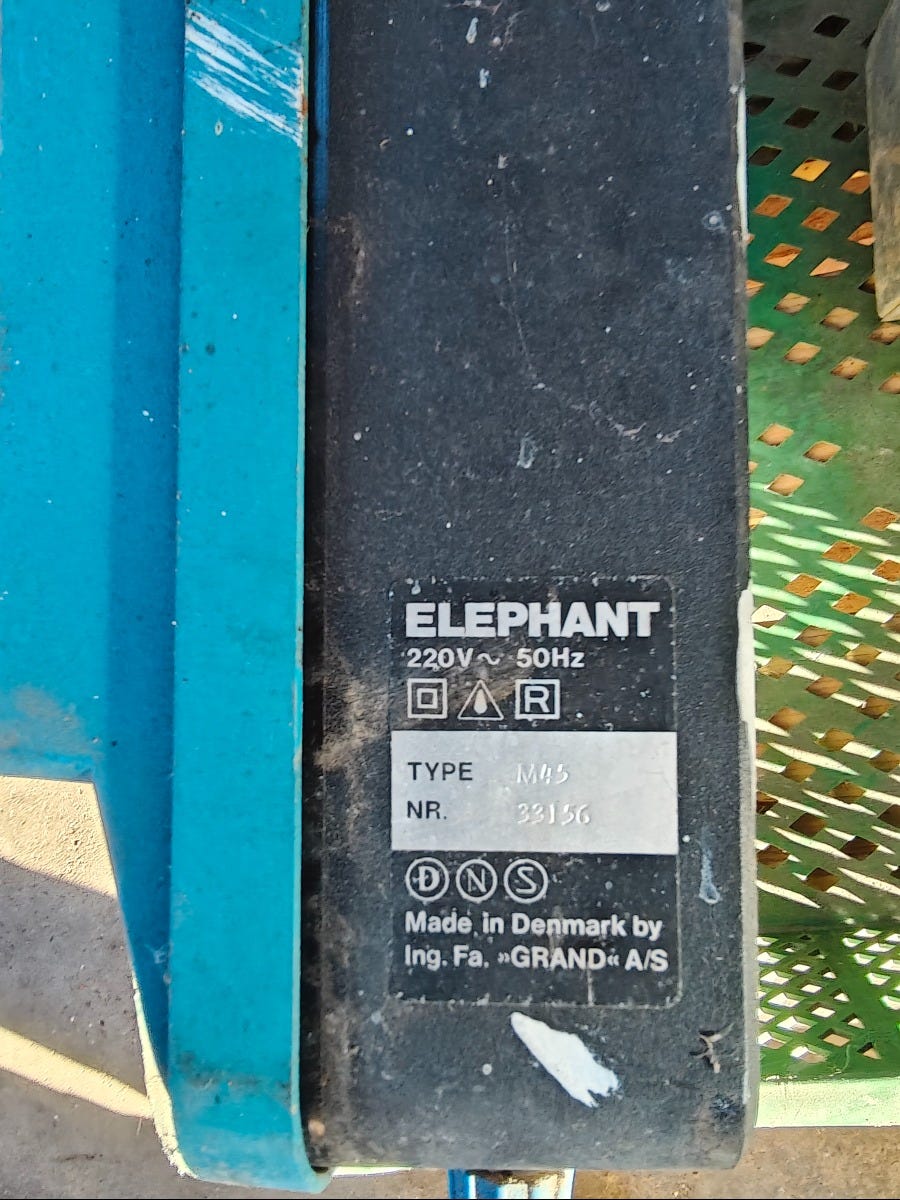 ELEPHANT
220V~ 50Hz
R
TYPE M45
NR. 33156
D N S
Made in Denmark by
Ing. Fa. »GRAND« A/S